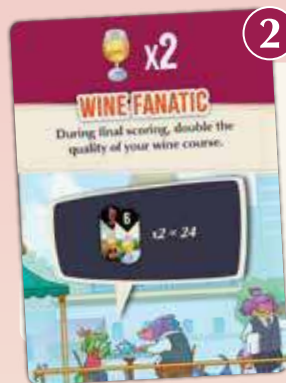 2
x2
WINE FANATIC
During final scoring, double the
quality of your wine course.
6
x2 = 24